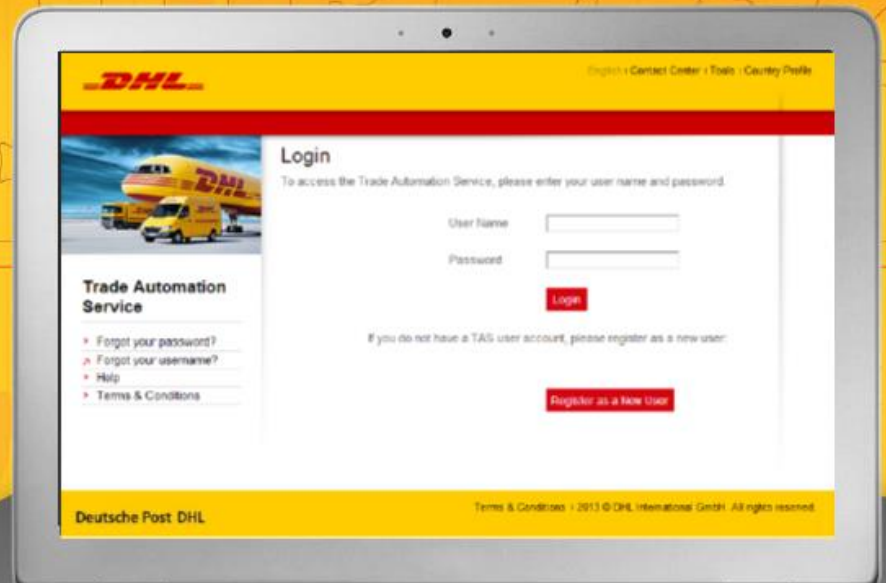 DHL
English | Contact Center | Tools | Country Profile
DHL
Login
To access the Trade Automation Service, please enter your user name and password.
User Name
Password
Login
Trade Automation
Service
Forgot your password?
Forgot your username?
Help
Terms & Conditions
If you do not have a TAS user account, please register as a new user:
Register as a New User
Deutsche Post DHL
Terms & Conditions | 2013 © DHL International GmbH. All rights reserved.